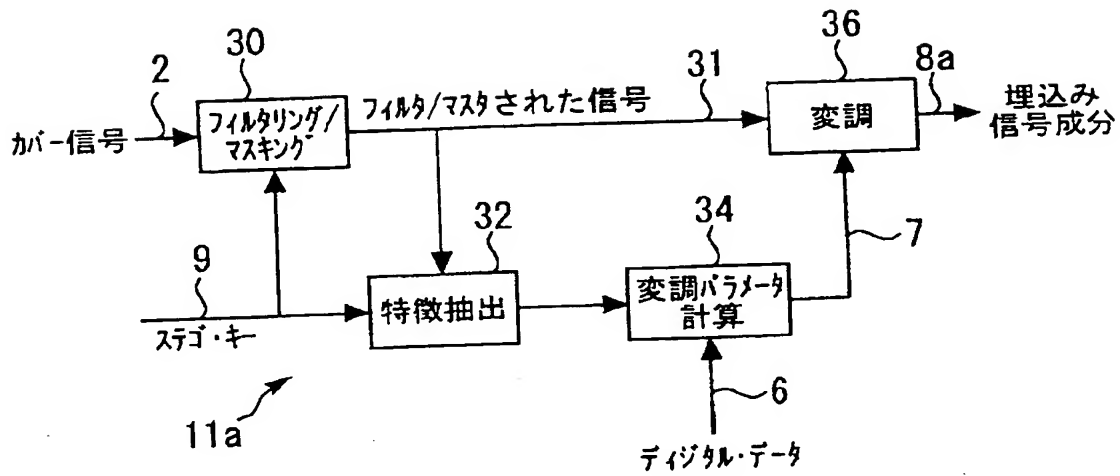 30
2
カバー信号
フィルタリング/
マスキング
フィルタ/マスタされた信号
31
36
変調
8a
埋込み
信号成分
9
ステゴ・キー
32
特徴抽出
34
変調パラメータ
計算
7
6
ディジタル・データ
11a